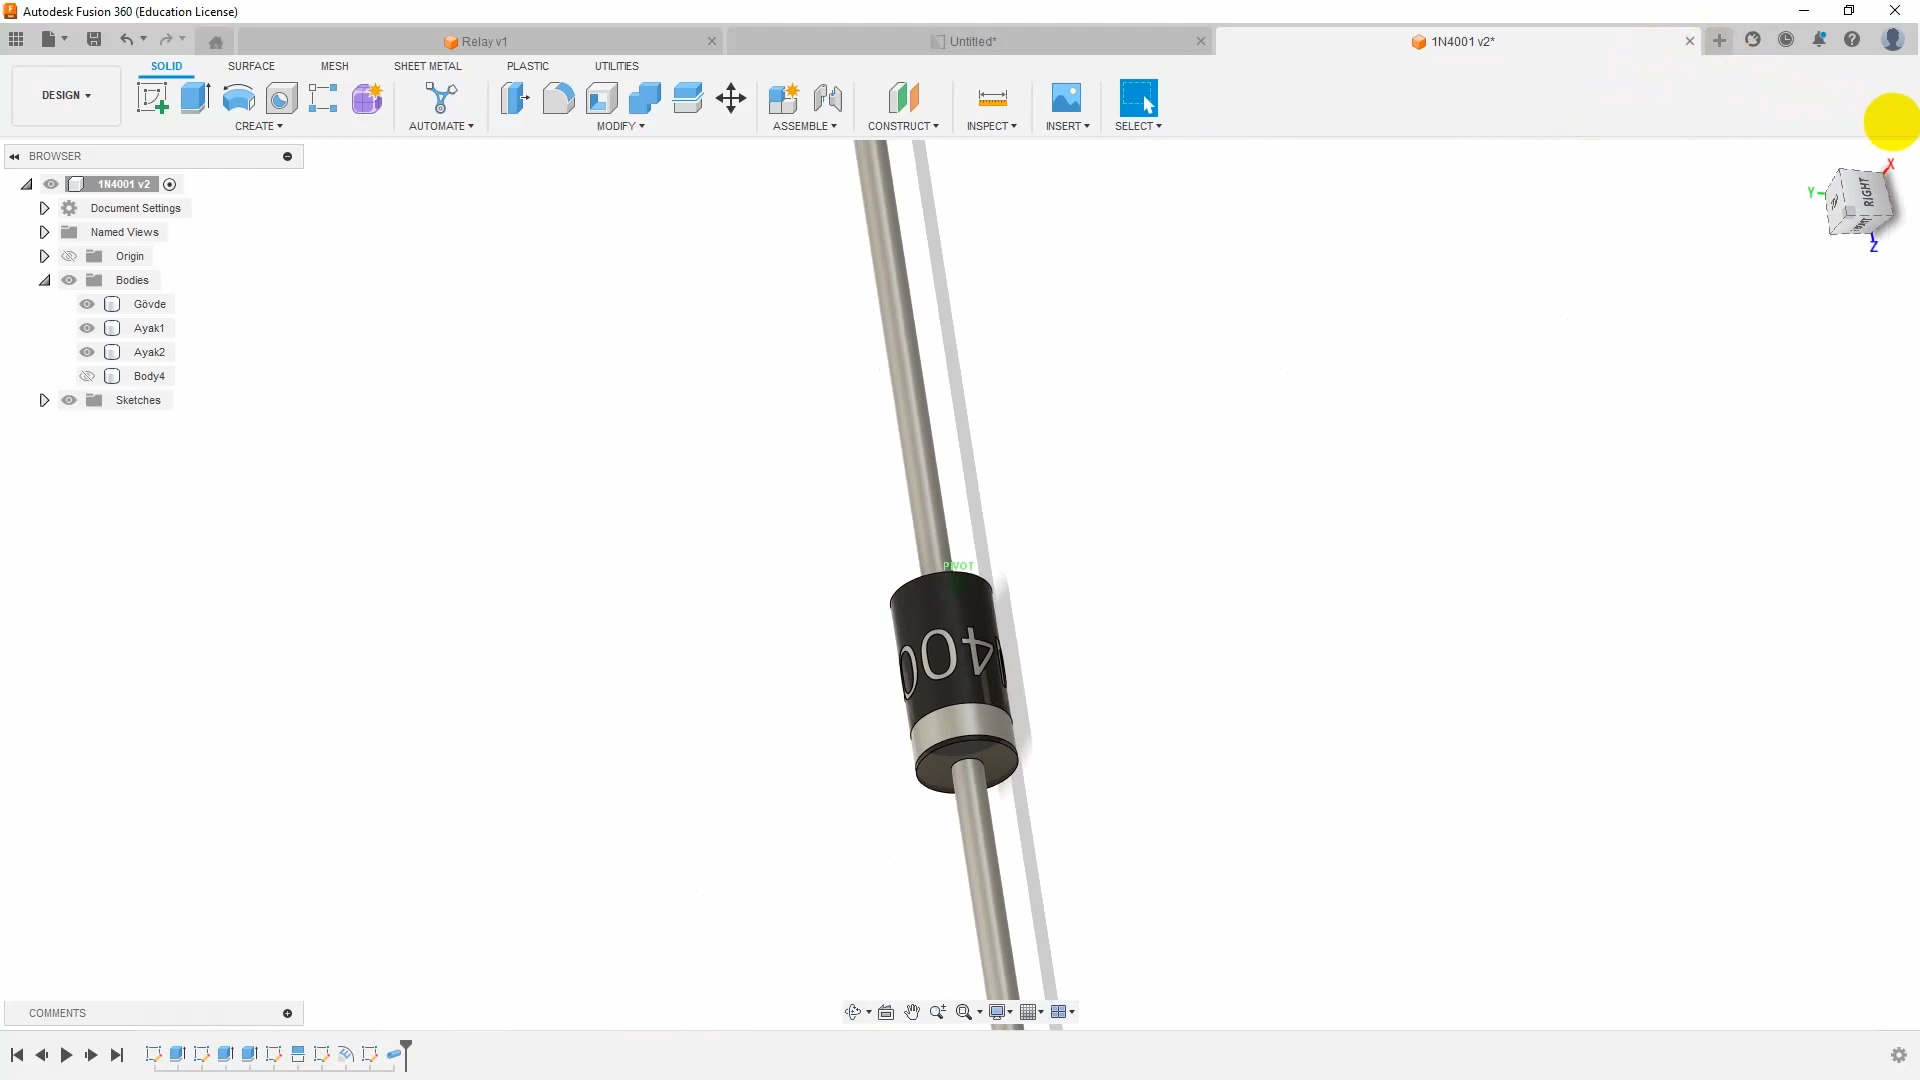 Autodesk Fusion 360 (Education License)
Relay v1
Untitled*
1N4001 v2*
DESIGN
SOLID
SURFACE
MESH
SHEET METAL
PLASTIC
UTILITIES
CREATE
AUTOMATE
MODIFY
ASSEMBLE
CONSTRUCT
INSPECT
INSERT
SELECT
BROWSER
1N4001 v2
Document Settings
Named Views
Origin
Bodies
Gövde
Ayak1
Ayak2
Body4
Sketches
X
Y
RIGHT
Z
PIVOT
400
COMMENTS